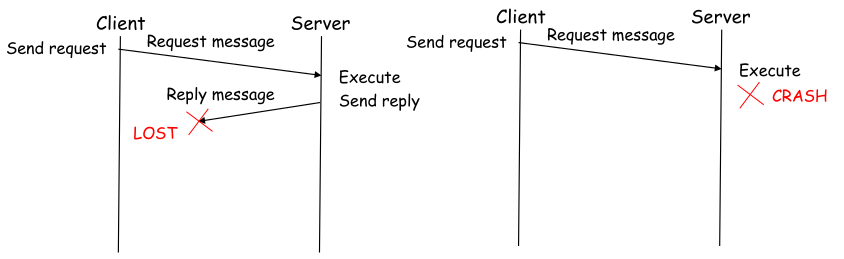 Client
Server
Send request
Request message
Execute
Reply message
Send reply
LOST
Client
Server
Send request
Request message
Execute
CRASH